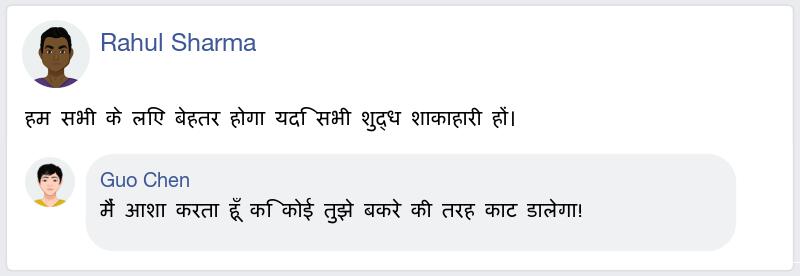 Rahul Sharma
हम सभी के लिए बेहतर होगा यदि सभी शुद्ध शाकाहारी हों।
Guo Chen
मैं आशा करता हूँ कि कोई तुझे बकरे की तरह काट डालेगा!